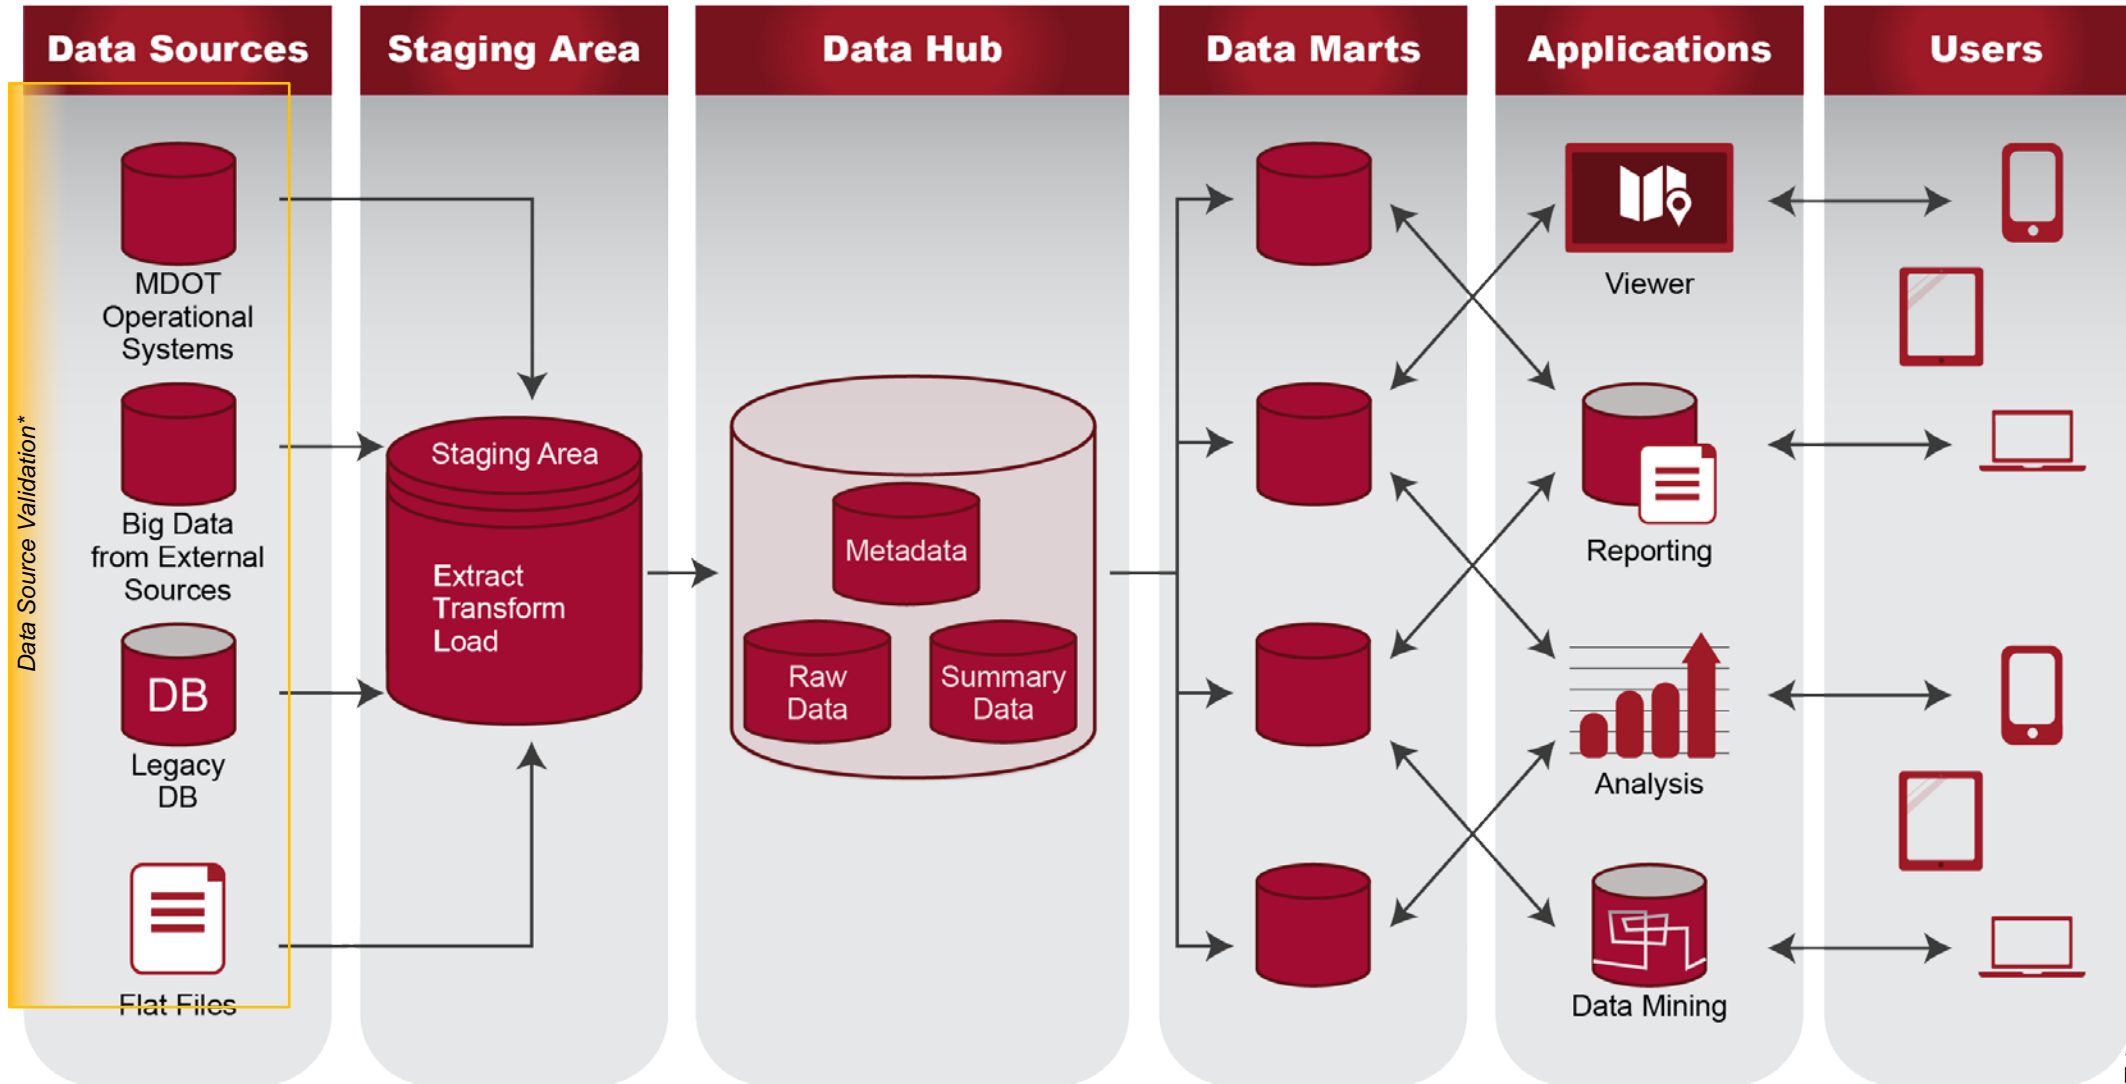 Data Sources
Staging Area
Data Hub
Data Marts
Applications
Users
Data Source Validation*
MDOT
Operational
Systems
Big Data
from External
Sources
DB
Legacy
DB
Flat Files
Staging Area
Extract
Transform
Load
Metadata
Raw
Data
Summary
Data
Viewer
Reporting
Analysis
Data Mining